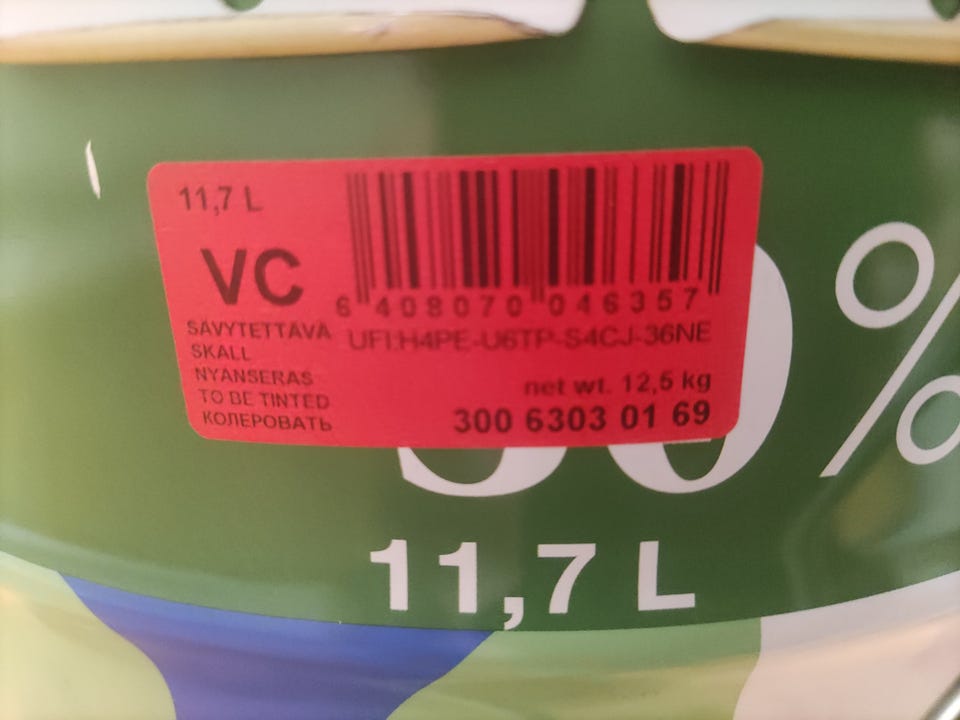 11,7 L
VC
6 408070 046357
UFI:H4PE-U6TP-S4CJ-36NE
SÄVYTETTÄVÄ
SKALL
NYANSERAS
TO BE TINTED
КОЛЕРОВАТЬ
net wt. 12,5 kg
300 6303 01 69
%
11,7 L